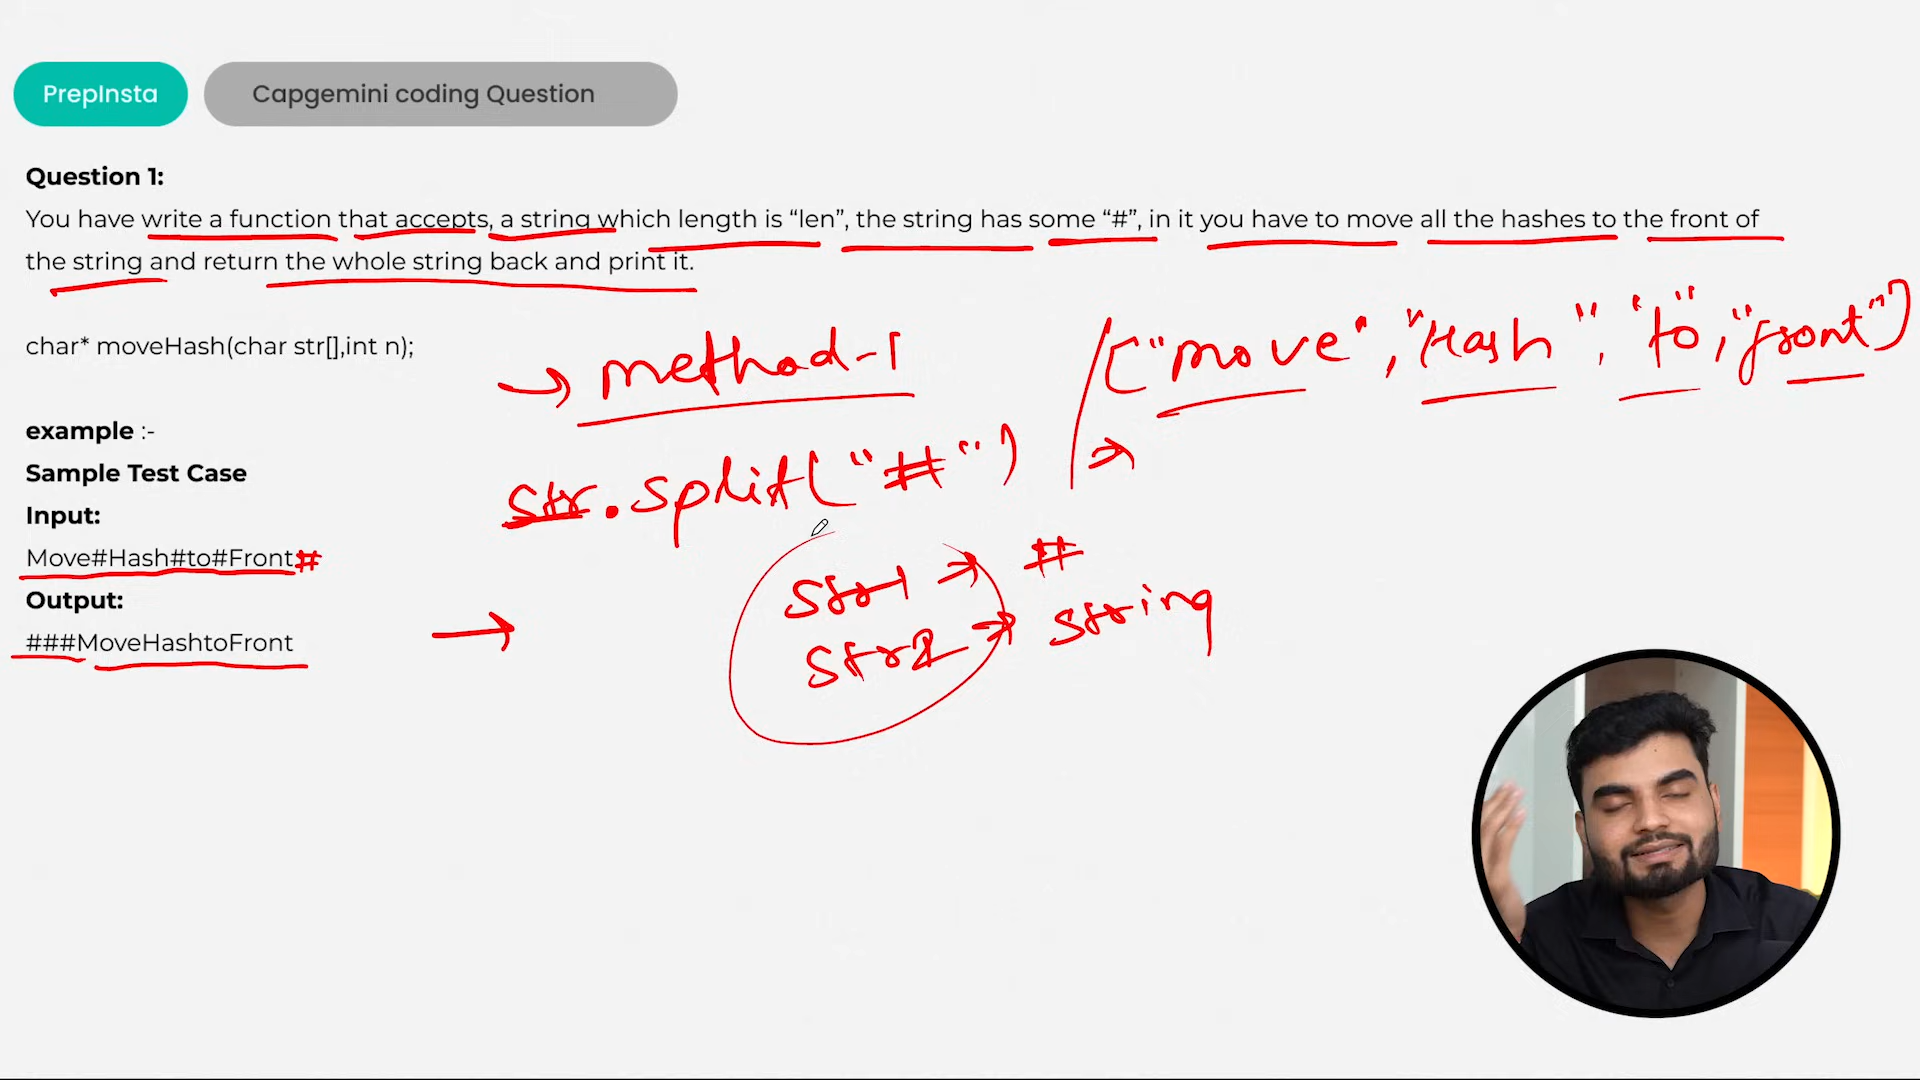 PrepInsta
Capgemini coding Question
Question 1:
You have write a function that accepts, a string which length is “len”, the string has some “#”, in it you have to move all the hashes to the front of
the string and return the whole string back and print it.
char* moveHash(char str[],int n);
→ method-1
["move", "Hash", "to", "front"]
example :-
Sample Test Case
str.split("#")
→
Input:
Move#Hash#to#Front#
str1 → #
Output:
###MoveHashtoFront
→
str2 → string